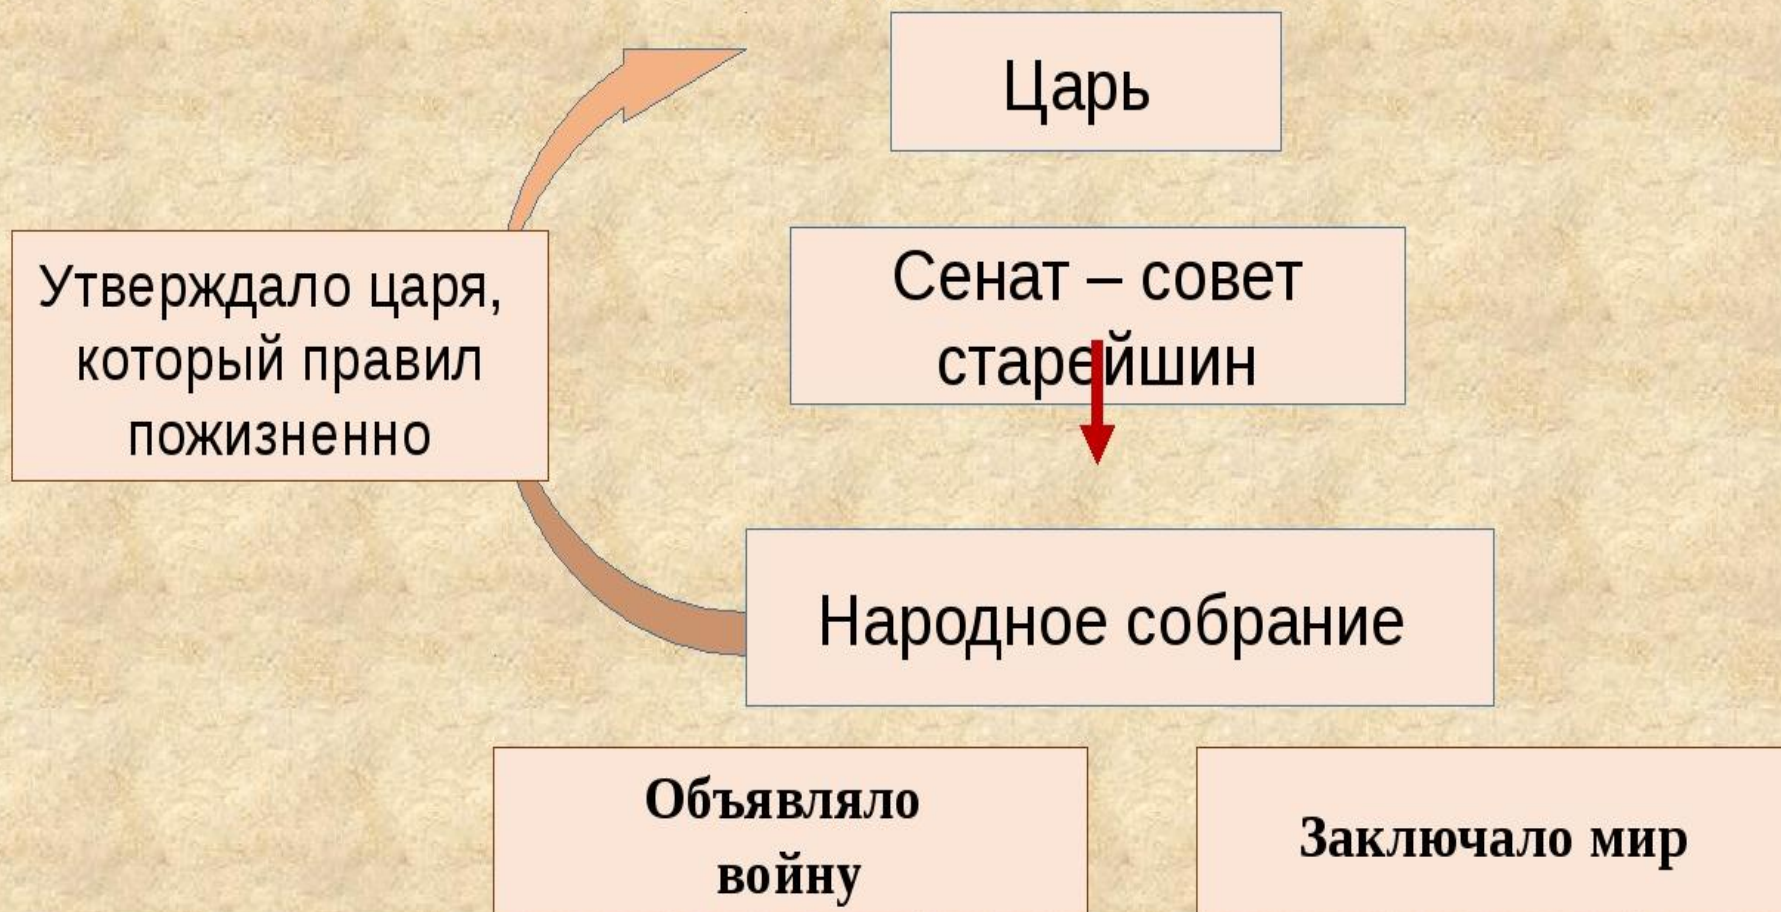 Царь
Утверждало царя,
который правил
пожизненно
Сенат – совет
старейшин
Народное собрание
Объявляло
войну
Заключало мир